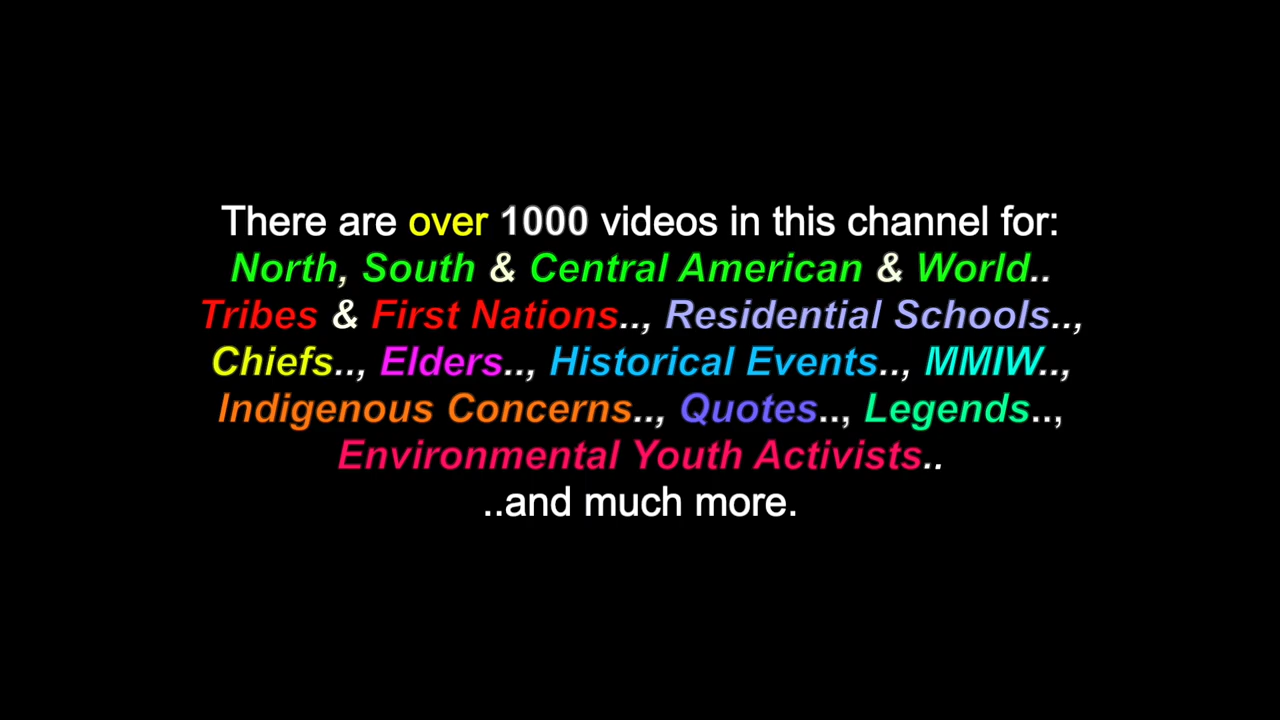 There are over 1000 videos in this channel for:
North, South & Central American & World..
Tribes & First Nations.., Residential Schools..,
Chiefs.., Elders.., Historical Events.., MMIW..,
Indigenous Concerns.., Quotes.., Legends..,
Environmental Youth Activists..
..and much more.